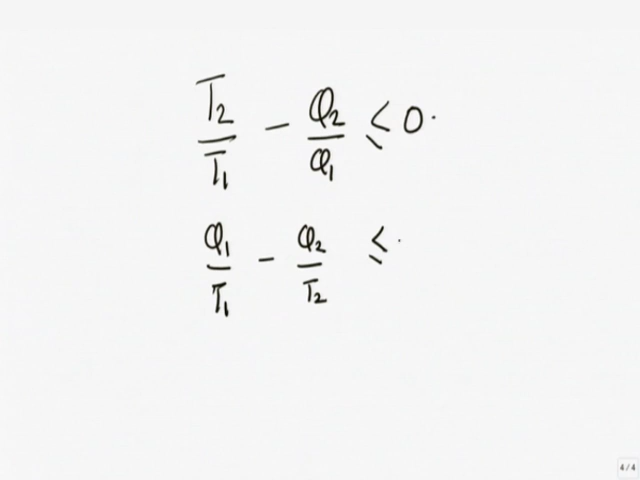 T₂/T₁ − Q₂/Q₁ ≤ 0.
Q₁/T₁ − Q₂/T₂ ≤
4/4